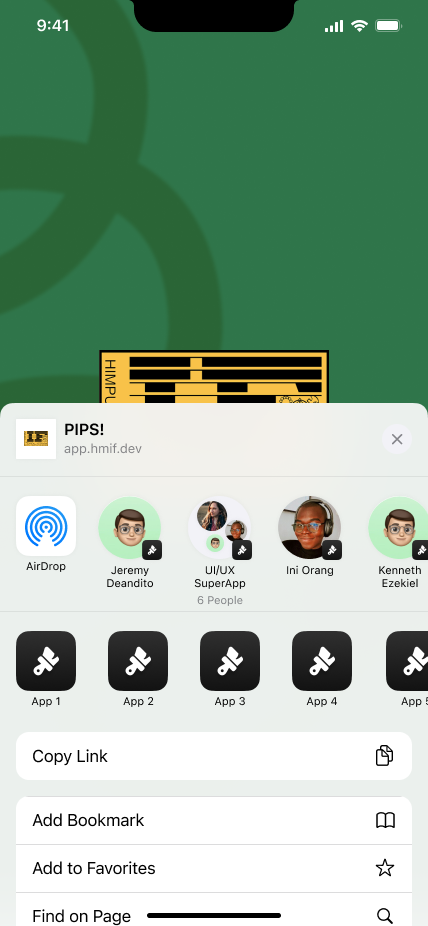 9:41
HIMPU
IF
PIPS!
app.hmif.dev
AirDrop
Jeremy
Deandito
UI/UX
SuperApp
6 People
Ini Orang
Kenneth
Ezekiel
App 1
App 2
App 3
App 4
App 5
Copy Link
Add Bookmark
Add to Favorites
Find on Page